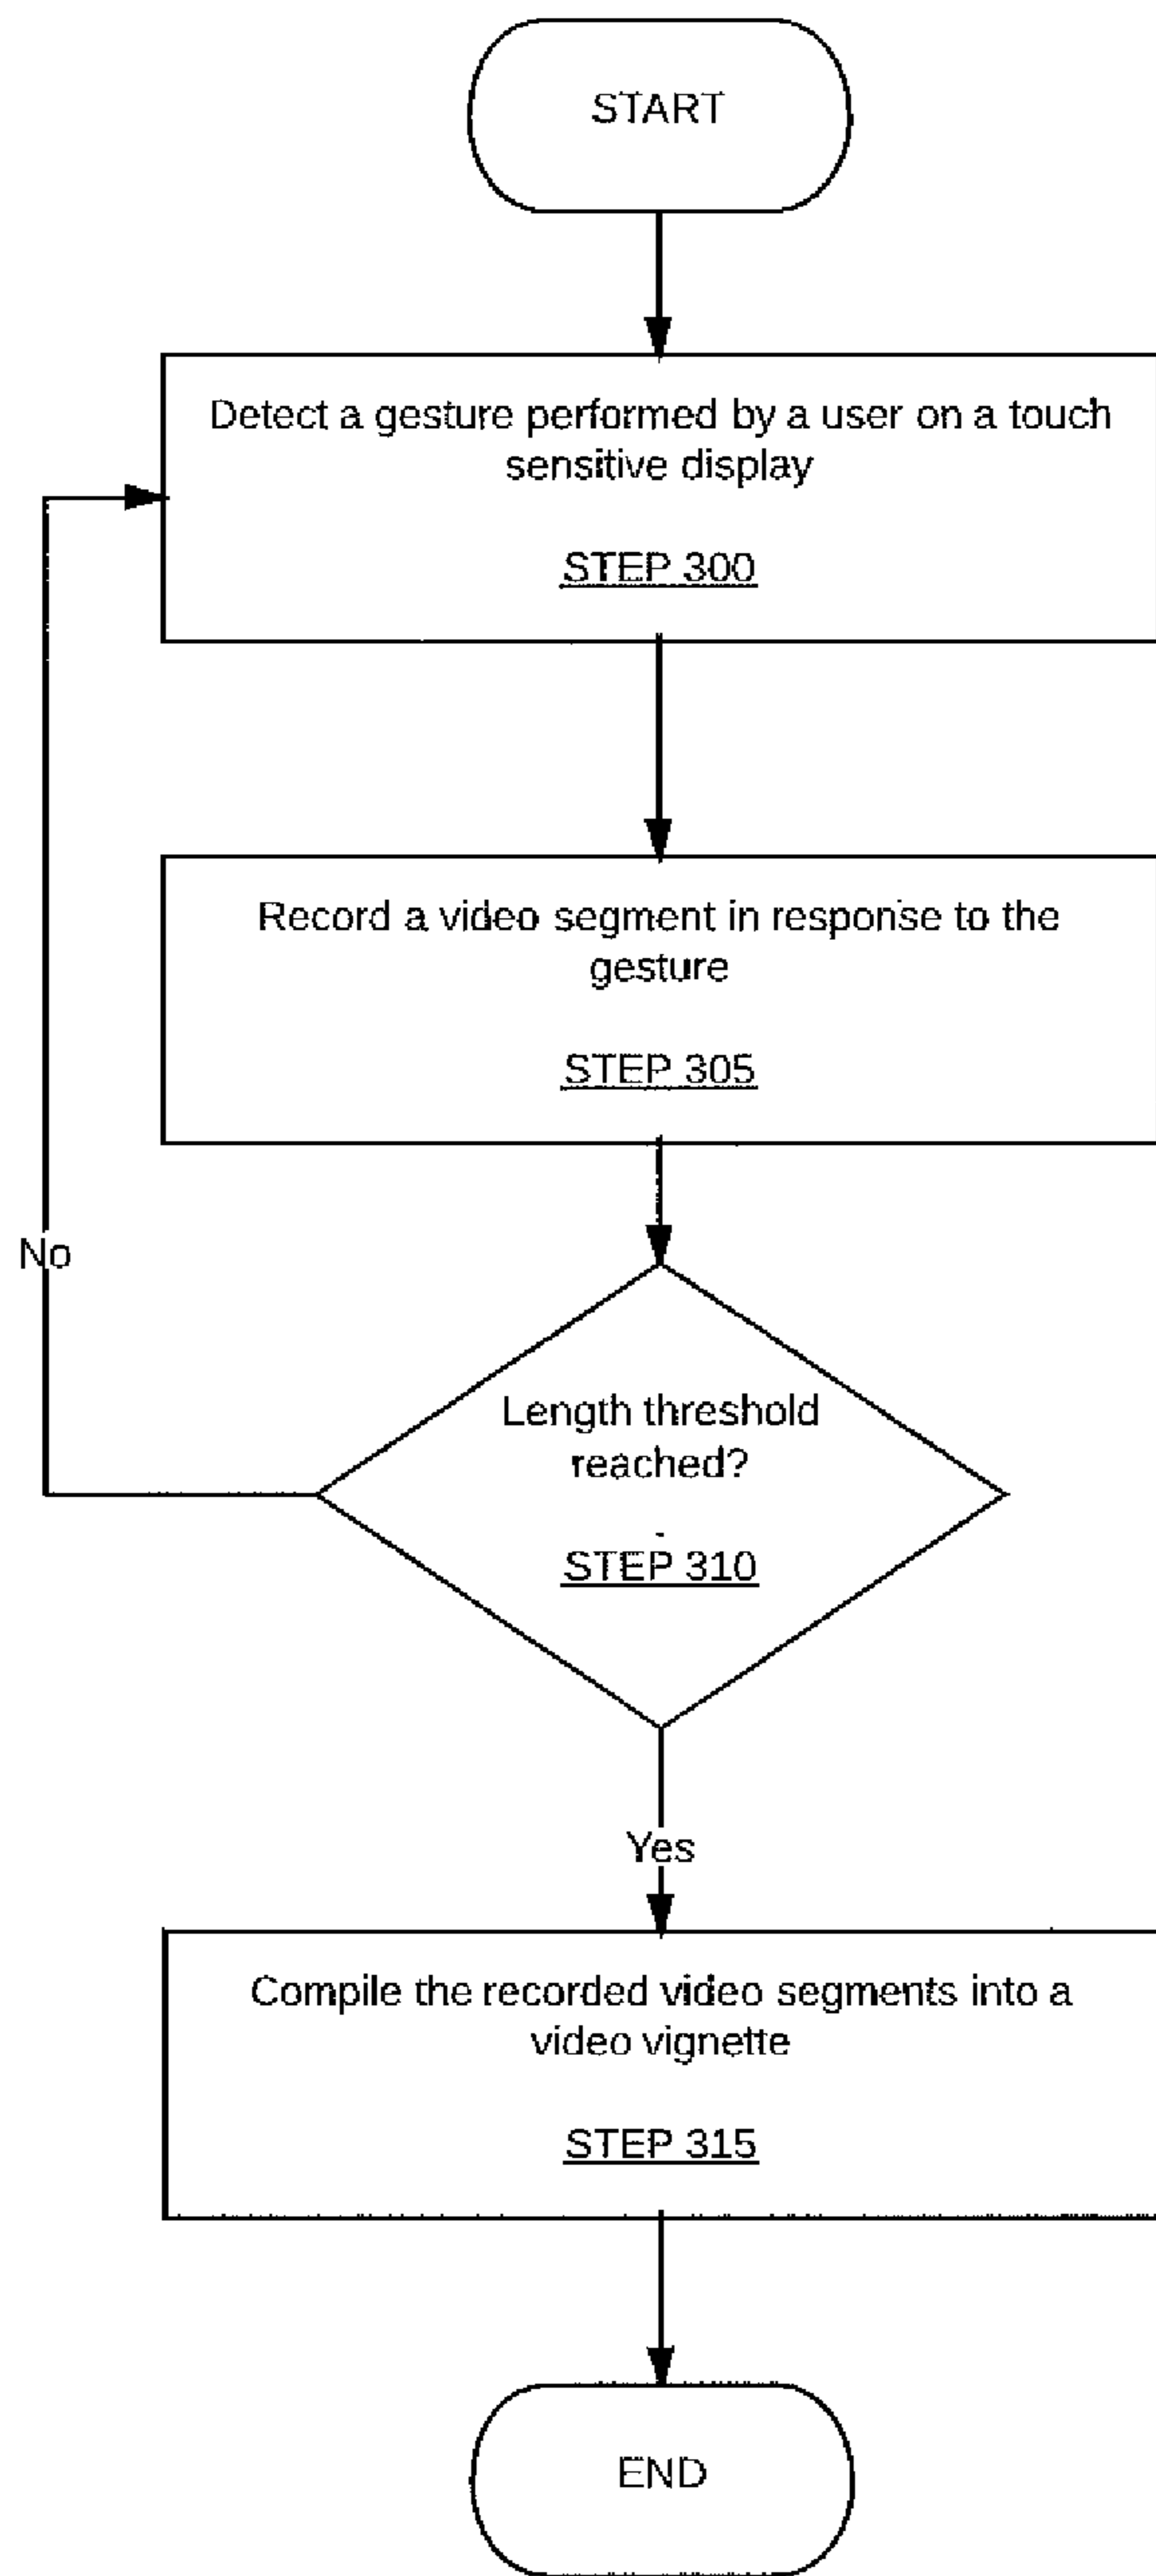 START
Detect a gesture performed by a user on a touch
sensitive display
STEP 300
Record a video segment in response to the
gesture
STEP 305
No
Length threshold
reached?
STEP 310
Yes
Compile the recorded video segments into a
video vignette
STEP 315
END